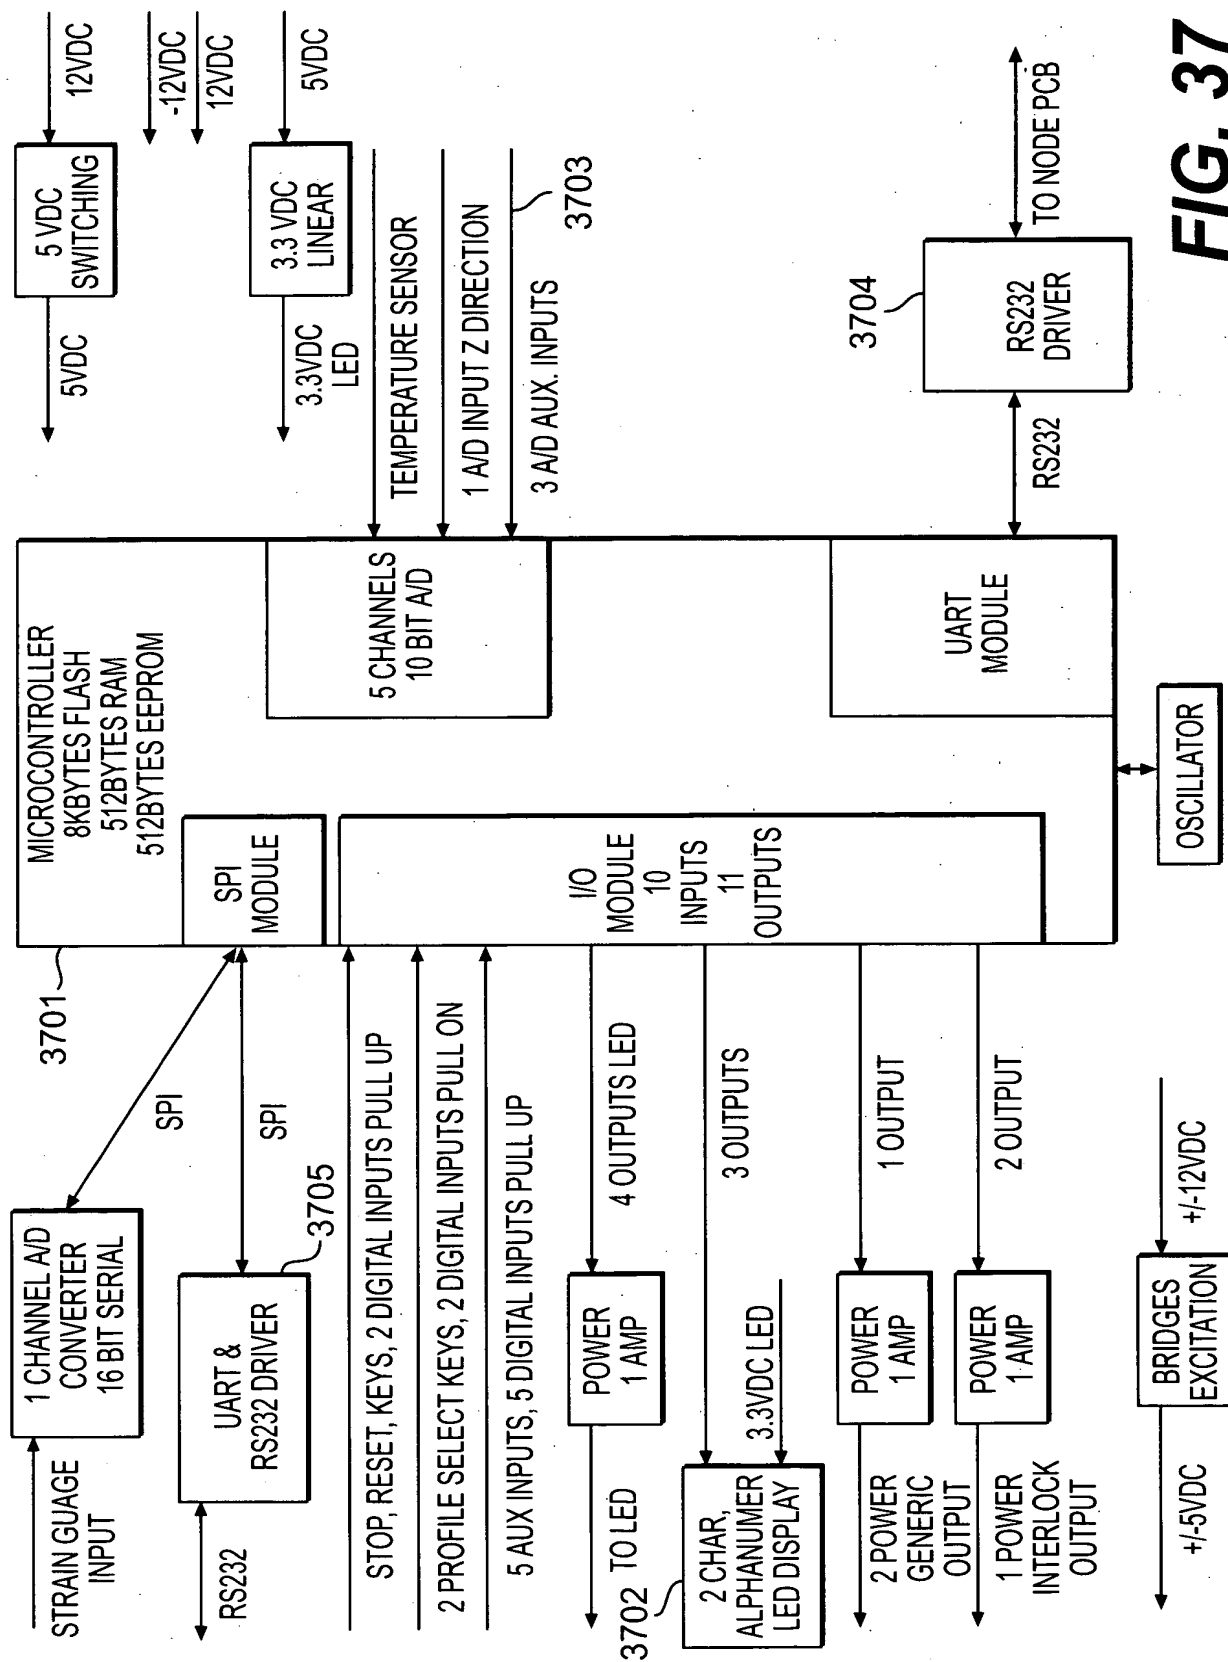 STRAIN GUAGE
INPUT
1 CHANNEL A/D
CONVERTER
16 BIT SERIAL
SPI
3701
MICROCONTROLLER
8KBYTES FLASH
512BYTES RAM
512BYTES EEPROM
5VDC
5 VDC
SWITCHING
12VDC
-12VDC
12VDC
RS232
UART &
RS232 DRIVER
3705
SPI
SPI
MODULE
3.3VDC
LED
3.3 VDC
LINEAR
5VDC
STOP, RESET, KEYS, 2 DIGITAL INPUTS PULL UP
2 PROFILE SELECT KEYS, 2 DIGITAL INPUTS PULL ON
5 AUX INPUTS, 5 DIGITAL INPUTS PULL UP
5 CHANNELS
10 BIT A/D
TEMPERATURE SENSOR
1 A/D INPUT Z DIRECTION
3 A/D AUX. INPUTS
3703
I/O
MODULE
10
INPUTS
11
OUTPUTS
TO LED
POWER
1 AMP
4 OUTPUTS LED
3702
2 CHAR,
ALPHANUMER
LED DISPLAY
3 OUTPUTS
3.3VDC LED
2 POWER
GENERIC
OUTPUT
POWER
1 AMP
1 OUTPUT
1 POWER
INTERLOCK
OUTPUT
POWER
1 AMP
2 OUTPUT
UART
MODULE
RS232
3704
RS232
DRIVER
TO NODE PCB
+/-5VDC
BRIDGES
EXCITATION
+/-12VDC
OSCILLATOR
FIG. 37